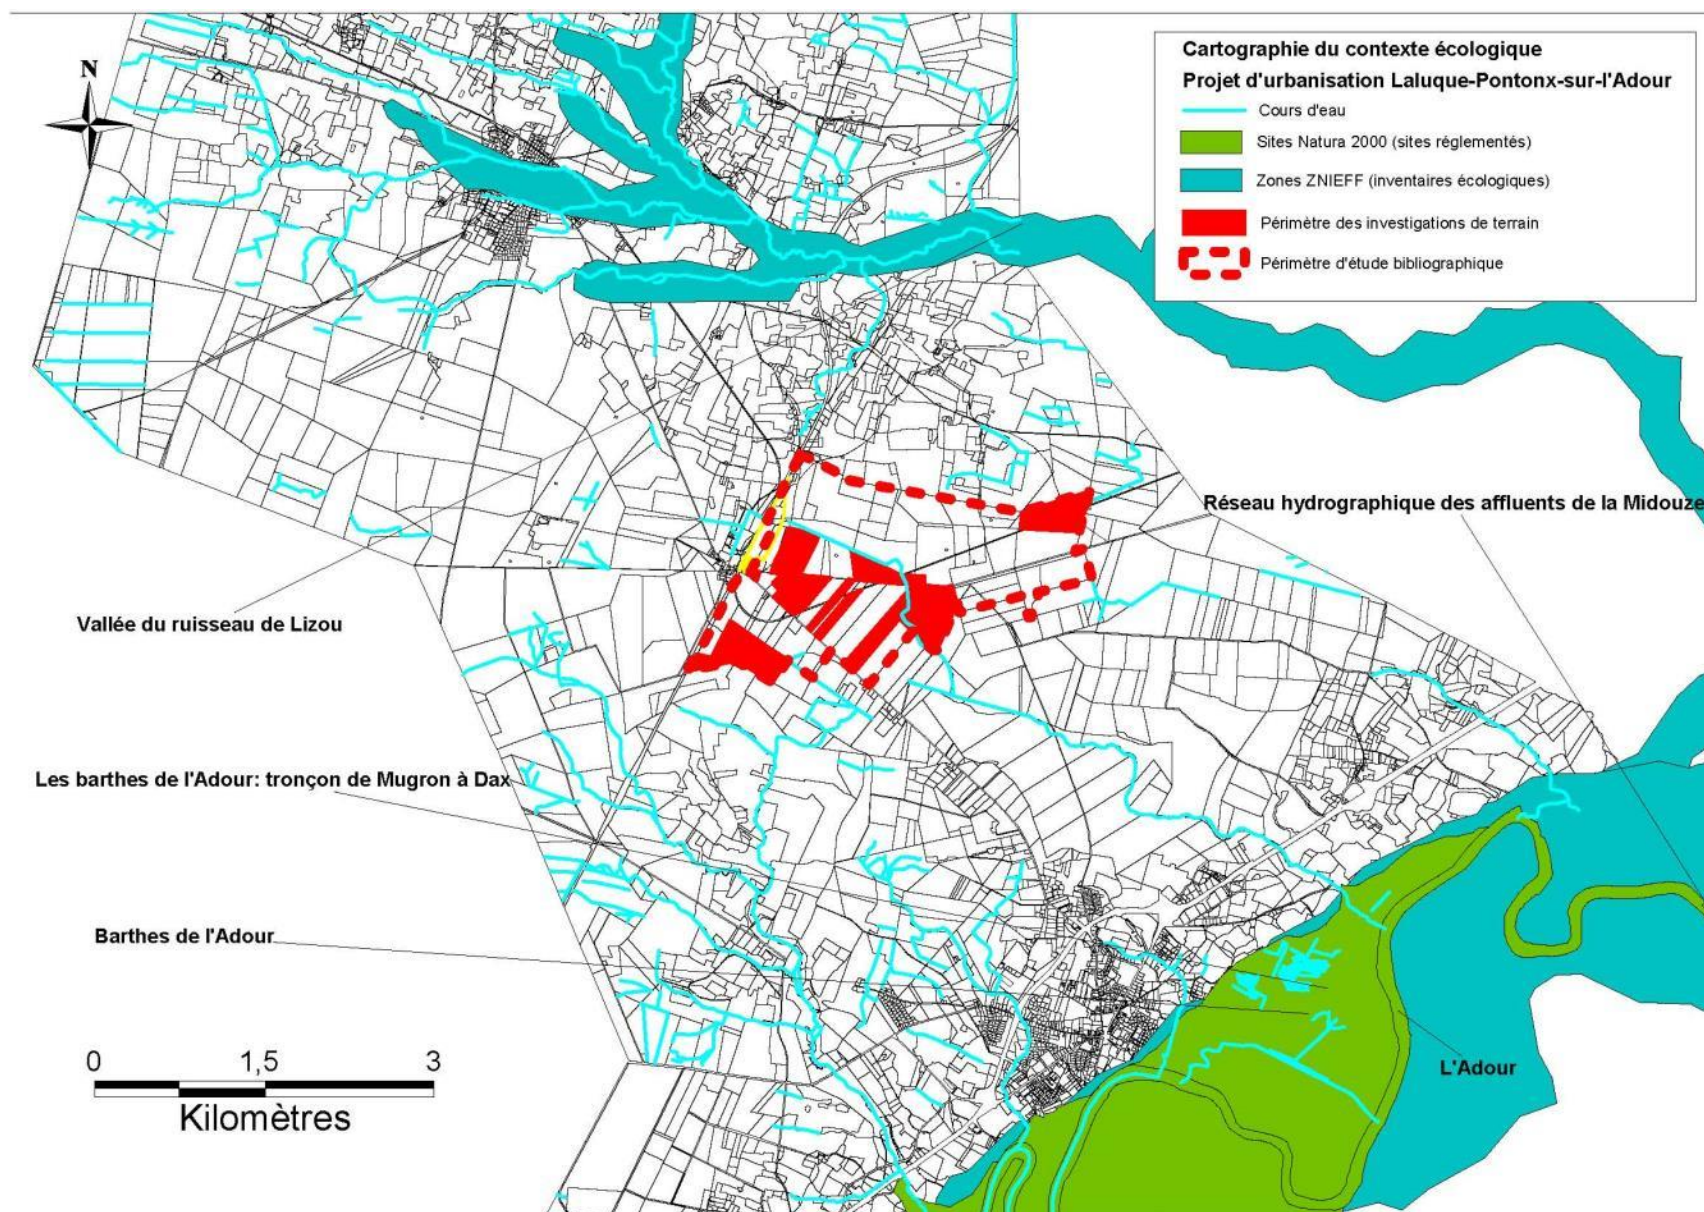 Cartographie du contexte écologique
Projet d'urbanisation Laluque-Pontonx-sur-l'Adour
Cours d'eau
Sites Natura 2000 (sites réglementés)
Zones ZNIEFF (inventaires écologiques)
Périmètre des investigations de terrain
Périmètre d'étude bibliographique
N
Réseau hydrographique des affluents de la Midouze
Vallée du ruisseau de Lizou
Les barthes de l'Adour: tronçon de Mugron à Dax
Barthes de l'Adour
L'Adour
0 1,5 3
Kilomètres